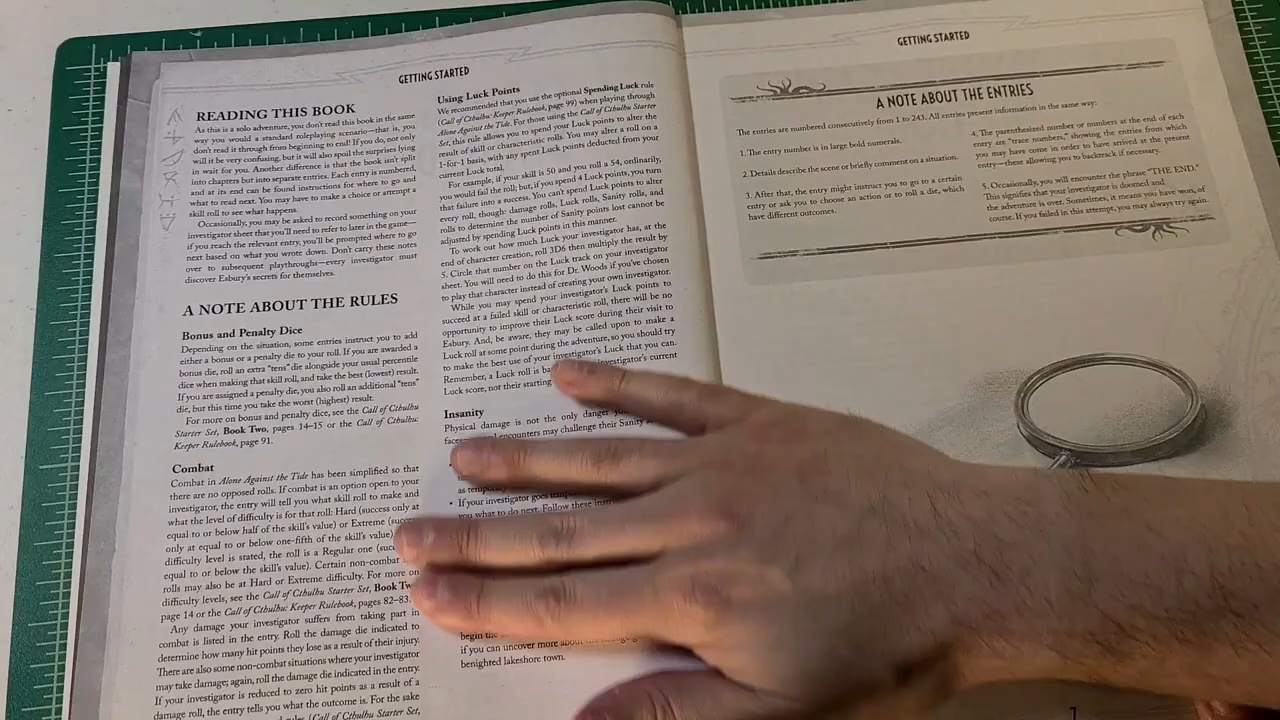 GETTING STARTED
READING THIS BOOK
As this is a solo adventure, you don't read this book in the same
way you would a standard roleplaying scenario—that is, you
don't read it through from beginning to end! If you do, not only
will it be very confusing, but it will also spoil the surprises lying
in wait for you. Another difference is that the book isn't split
into chapters but into separate entries. Each entry is numbered,
and at its end can be found instructions for where to go and
what to read next. You may have to make a choice or attempt a
skill roll to see what happens.
Occasionally, you may be asked to record something on your
investigator sheet that you'll need to refer to later in the game—
if you reach the relevant entry, you'll be prompted where to go
next based on what you wrote down. Don't carry these notes
over to subsequent playthroughs—every investigator must
discover Esbury's secrets for themselves.
A NOTE ABOUT THE RULES
Bonus and Penalty Dice
Depending on the situation, some entries instruct you to add
either a bonus or a penalty die to your roll. If you are awarded a
bonus die, roll an extra "tens" die alongside your usual percentile
dice when making that skill roll, and take the best (lowest) result.
If you are assigned a penalty die, you also roll an additional "tens"
die, but this time you take the worst (highest) result.
For more on bonus and penalty dice, see the Call of Cthulhu
Starter Set, Book Two, pages 14–15 or the Call of Cthulhu:
Keeper Rulebook, page 91.
Combat
Combat in Alone Against the Tide has been simplified so that
there are no opposed rolls. If combat is an option open to your
investigator, the entry will tell you what skill roll to make and
what the level of difficulty is for that roll: Hard (success only at
equal to or below half of the skill's value) or Extreme (success
only at equal to or below one-fifth of the skill's value)
difficulty level is stated, the roll is a Regular one (succ
equal to or below the skill's value). Certain non-combat
rolls may also be at Hard or Extreme difficulty. For more on
difficulty levels, see the Call of Cthulhu Starter Set, Book Tw
page 14 or the Call of Cthulhu: Keeper Rulebook, pages 82–83.
Any damage your investigator suffers from taking part in
combat is listed in the entry. Roll the damage die indicated to
determine how many hit points they lose as a result of their injury.
There are also some non-combat situations where your investigator
may take damage; again, roll the damage die indicated in the entry.
If your investigator is reduced to zero hit points as a result of a
damage roll, the entry tells you what the outcome is. For the sake
(Call of Cthulhu Starter Set,
Using Luck Points
We recommended that you use the optional Spending Luck rule
(Call of Cthulhu: Keeper Rulebook, page 99) when playing through
Alone Against the Tide. For those using the Call of Cthulhu Starter
Set, this rule allows you to spend your Luck points to alter the
result of skill or characteristic rolls. You may alter a roll on a
1-for-1 basis, with any spent Luck points deducted from your
current Luck total.
For example, if your skill is 50 and you roll a 54, ordinarily,
you would fail the roll; but, if you spend 4 Luck points, you turn
that failure into a success. You can't spend Luck points to alter
every roll, though: damage rolls, Luck rolls, Sanity rolls, and
rolls to determine the number of Sanity points lost cannot be
adjusted by spending Luck points in this manner.
To work out how much Luck your investigator has, at the
end of character creation, roll 3D6 then multiply the result by
5. Circle that number on the Luck track on your investigator
sheet. You will need to do this for Dr. Woods if you've chosen
to play that character instead of creating your own investigator.
While you may spend your investigator's Luck points to
succeed at a failed skill or characteristic roll, there will be no
opportunity to improve their Luck score during their visit to
Esbury. And, be aware, they may be called upon to make a
Luck roll at some point during the adventure, so you should try
to make the best use of your investigator's Luck that you can.
Remember, a Luck roll is ba investigator's current
Luck score, not their starting
Insanity
Physical damage is not the only danger
encounters may challenge their Sanity
as
• If your investigator goes
you what to do next. Follow these
begin the
if you can uncover more about the
benighted lakeshore town.
GETTING STARTED
A NOTE ABOUT THE ENTRIES
The entries are numbered consecutively from 1 to 243. All entries present information in the same way:
1. The entry number is in large bold numerals.
2. Details describe the scene or briefly comment on a situation.
3. After that, the entry might instruct you to go to a certain
entry or ask you to choose an action or to roll a die, which
have different outcomes.
4. The parenthesized number or numbers at the end of each
entry are "trace numbers," showing the entries from which
you may have come in order to have arrived at the present
entry—these allowing you to backtrack if necessary.
5. Occasionally, you will encounter the phrase "THE END."
This signifies that your investigator is doomed and
the adventure is over. Sometimes, it means you have won, of
course. If you failed in this attempt, you may always try again.